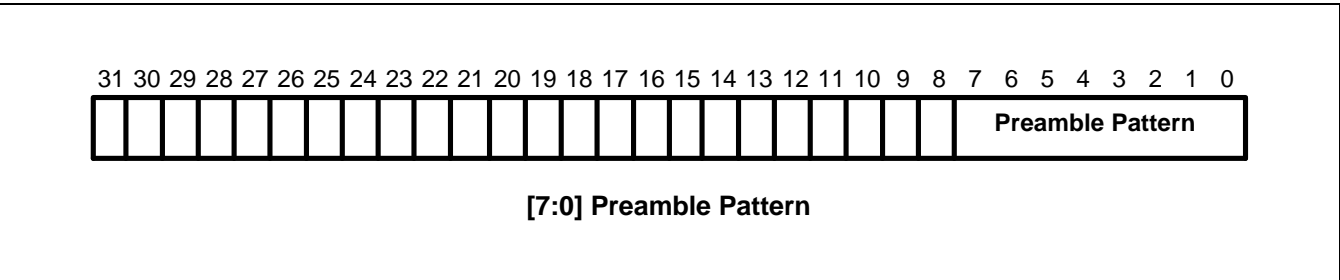 31 30 29 28 27 26 25 24 23 22 21 20 19 18 17 16 15 14 13 12 11 10 9 8 7 6 5 4 3 2 1 0
Preamble Pattern
[7:0] Preamble Pattern